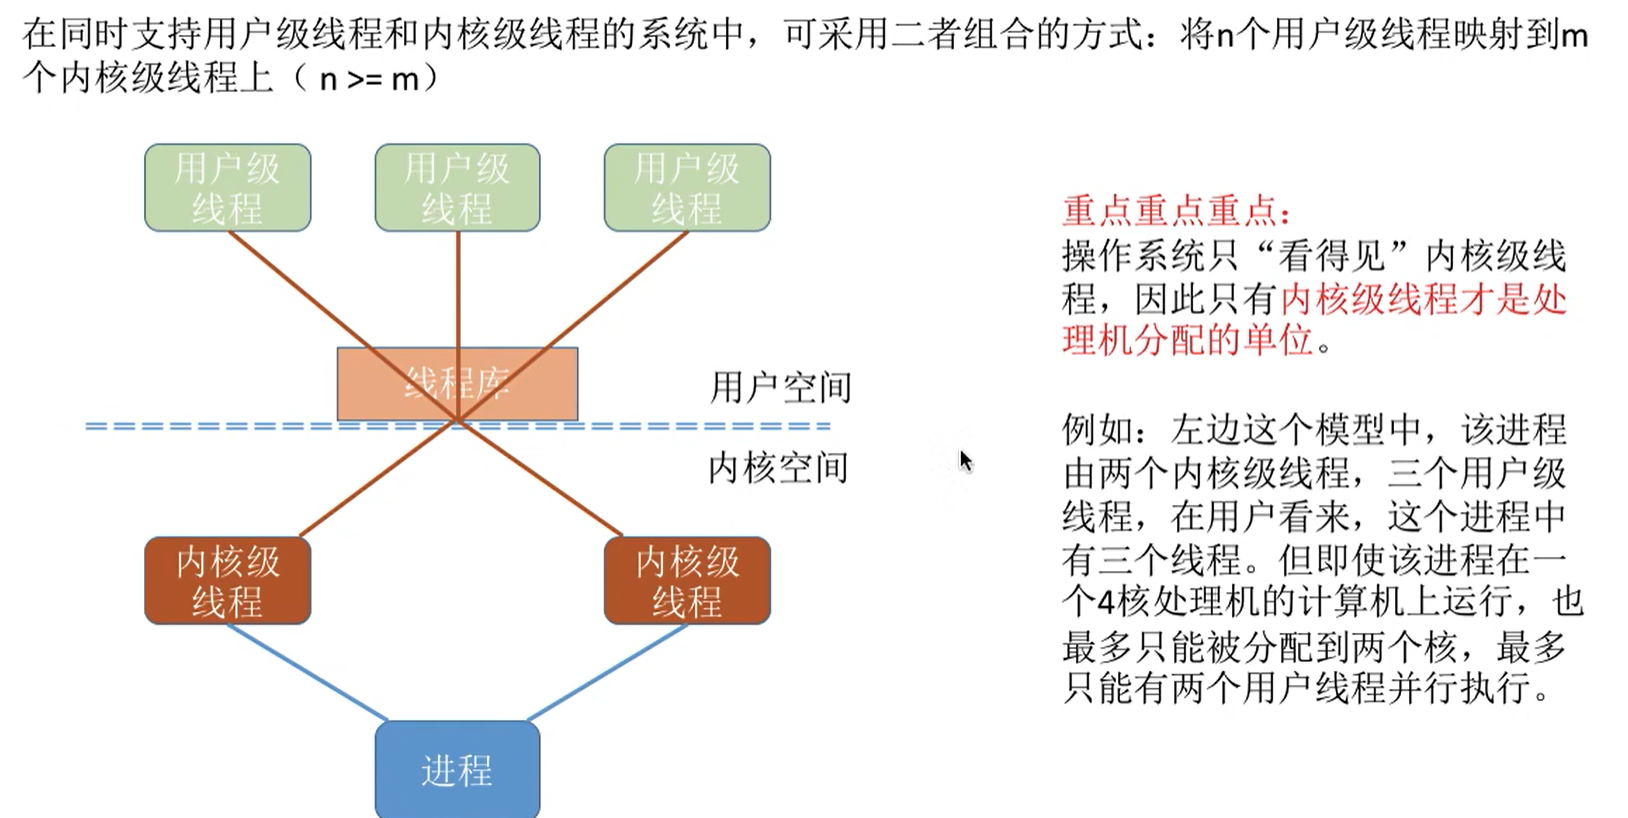 在同时支持用户级线程和内核级线程的系统中，可采用二者组合的方式：将n个用户级线程映射到m
个内核级线程上（ n >= m）
用户级
线程
用户级
线程
用户级
线程
线程库
用户空间
内核空间
内核级
线程
内核级
线程
进程
重点重点重点：
操作系统只“看得见”内核级线
程，因此只有内核级线程才是处
理机分配的单位。
例如：左边这个模型中，该进程
由两个内核级线程，三个用户级
线程，在用户看来，这个进程中
有三个线程。但即使该进程在一
个4核处理机的计算机上运行，也
最多只能被分配到两个核，最多
只能有两个用户线程并行执行。